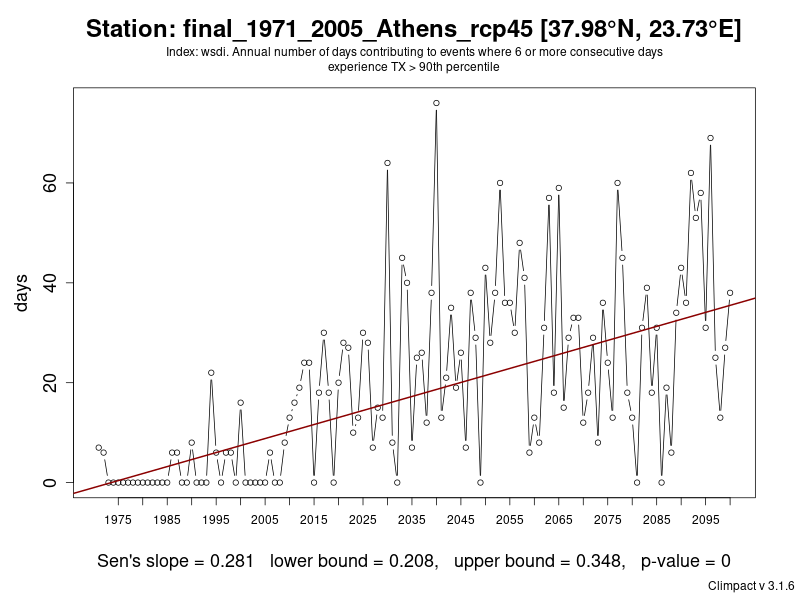 Station: final_1971_2005_Athens_rcp45 [37.98°N, 23.73°E]
Index: wsdi. Annual number of days contributing to events where 6 or more consecutive days
experience TX > 90th percentile
60
40
20
0
days
1975 1985 1995 2005 2015 2025 2035 2045 2055 2065 2075 2085 2095
Sen's slope = 0.281 lower bound = 0.208, upper bound = 0.348, p-value = 0
Climpact v 3.1.6